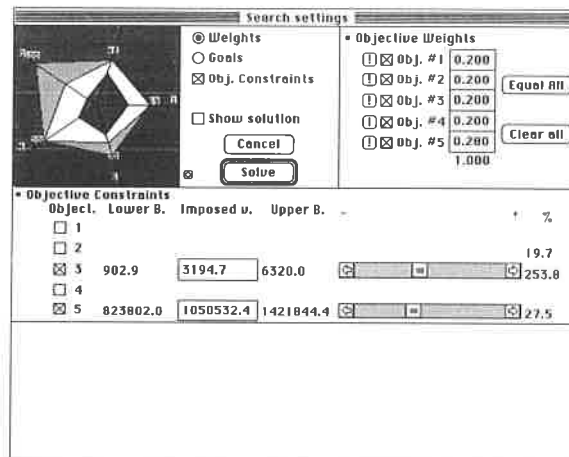 Search settings
Weights
Goals
Obj. Constraints
Show solution
Cancel
Solve
• Objective Weights
! Obj. #1 0.200
! Obj. #2 0.200
! Obj. #3 0.200
! Obj. #4 0.200
! Obj. #5 0.200
1.000
Equal All
Clear all
• Objective Constraints
Object. Lower B. Imposed v. Upper B. - + %
1
2 19.7
3 902.9 3194.7 6320.0 253.8
4
5 823802.0 1050532.4 1421844.4 27.5